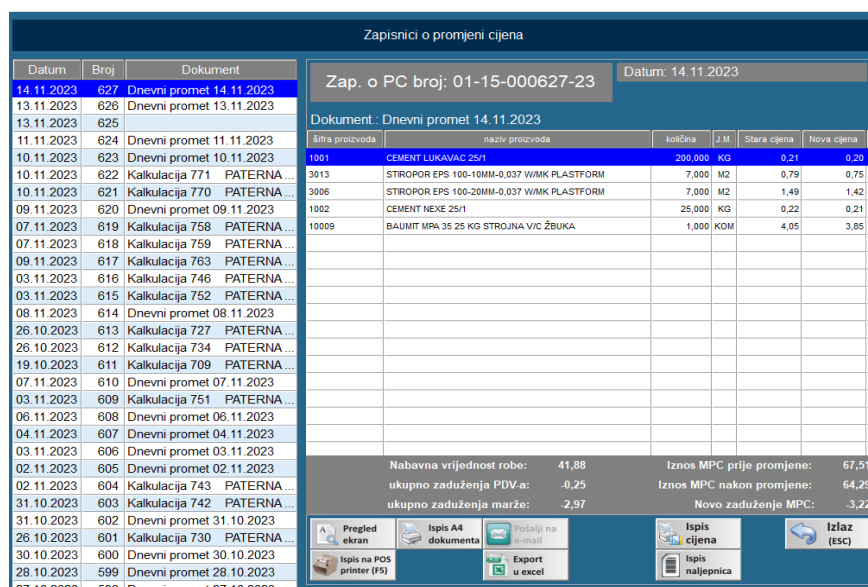 Zapisnici o promjeni cijena
Datum Broj Dokument
14.11.2023 627 Dnevni promet 14.11.2023
13.11.2023 626 Dnevni promet 13.11.2023
13.11.2023 625
11.11.2023 624 Dnevni promet 11.11.2023
10.11.2023 623 Dnevni promet 10.11.2023
10.11.2023 622 Kalkulacija 771 PATERNA ...
10.11.2023 621 Kalkulacija 770 PATERNA ...
09.11.2023 620 Dnevni promet 09.11.2023
07.11.2023 619 Kalkulacija 758 PATERNA ...
07.11.2023 618 Kalkulacija 759 PATERNA ...
09.11.2023 617 Kalkulacija 763 PATERNA ...
03.11.2023 616 Kalkulacija 746 PATERNA ...
03.11.2023 615 Kalkulacija 752 PATERNA ...
08.11.2023 614 Dnevni promet 08.11.2023
26.10.2023 613 Kalkulacija 727 PATERNA ...
26.10.2023 612 Kalkulacija 734 PATERNA ...
19.10.2023 611 Kalkulacija 709 PATERNA ...
07.11.2023 610 Dnevni promet 07.11.2023
03.11.2023 609 Kalkulacija 751 PATERNA ...
06.11.2023 608 Dnevni promet 06.11.2023
04.11.2023 607 Dnevni promet 04.11.2023
03.11.2023 606 Dnevni promet 03.11.2023
02.11.2023 605 Dnevni promet 02.11.2023
02.11.2023 604 Kalkulacija 743 PATERNA ...
31.10.2023 603 Kalkulacija 742 PATERNA ...
31.10.2023 602 Dnevni promet 31.10.2023
26.10.2023 601 Kalkulacija 730 PATERNA ...
30.10.2023 600 Dnevni promet 30.10.2023
28.10.2023 599 Dnevni promet 28.10.2023
Zap. o PC broj: 01-15-000627-23
Datum: 14.11.2023
Dokument.: Dnevni promet 14.11.2023
šifra proizvoda naziv proizvoda količina J.M. Stara cijena Nova cijena
1001 CEMENT LUKAVAC 25/1 200,000 KG 0,21 0,20
3013 STIROPOR EPS 100-10MM-0,037 W/MK PLASTFORM 7,000 M2 0,79 0,75
3006 STIROPOR EPS 100-20MM-0,037 W/MK PLASTFORM 7,000 M2 1,49 1,42
1002 CEMENT NEXE 25/1 25,000 KG 0,22 0,21
10009 BAUMIT MPA 35 25 KG STROJNA V/C ŽBUKA 1,000 KOM 4,05 3,85
Nabavna vrijednost robe: 41,88 Iznos MPC prije promjene: 67,51
ukupno zaduženja PDV-a: -0,25 Iznos MPC nakon promjene: 64,29
ukupno zaduženja marže: -2,97 Novo zaduženje MPC: -3,22
Pregled ekran
Ispis A4 dokumenta
Pošalji na e-mail
Ispis cijena
Izlaz (ESC)
Ispis na POS printer (F5)
Export u excel
Ispis naljepnica